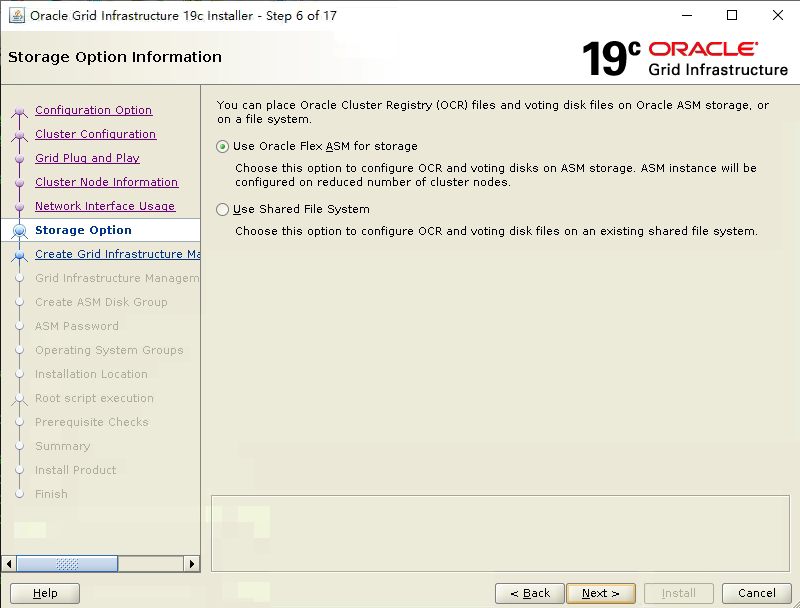 Oracle Grid Infrastructure 19c Installer - Step 6 of 17
Storage Option Information
19c ORACLE
Grid Infrastructure
Configuration Option
Cluster Configuration
Grid Plug and Play
Cluster Node Information
Network Interface Usage
Storage Option
Create Grid Infrastructure Ma
Grid Infrastructure Managem
Create ASM Disk Group
ASM Password
Operating System Groups
Installation Location
Root script execution
Prerequisite Checks
Summary
Install Product
Finish
You can place Oracle Cluster Registry (OCR) files and voting disk files on Oracle ASM storage, or
on a file system.
Use Oracle Flex ASM for storage
Choose this option to configure OCR and voting disks on ASM storage. ASM instance will be
configured on reduced number of cluster nodes.
Use Shared File System
Choose this option to configure OCR and voting disk files on an existing shared file system.
Help
< Back
Next >
Install
Cancel